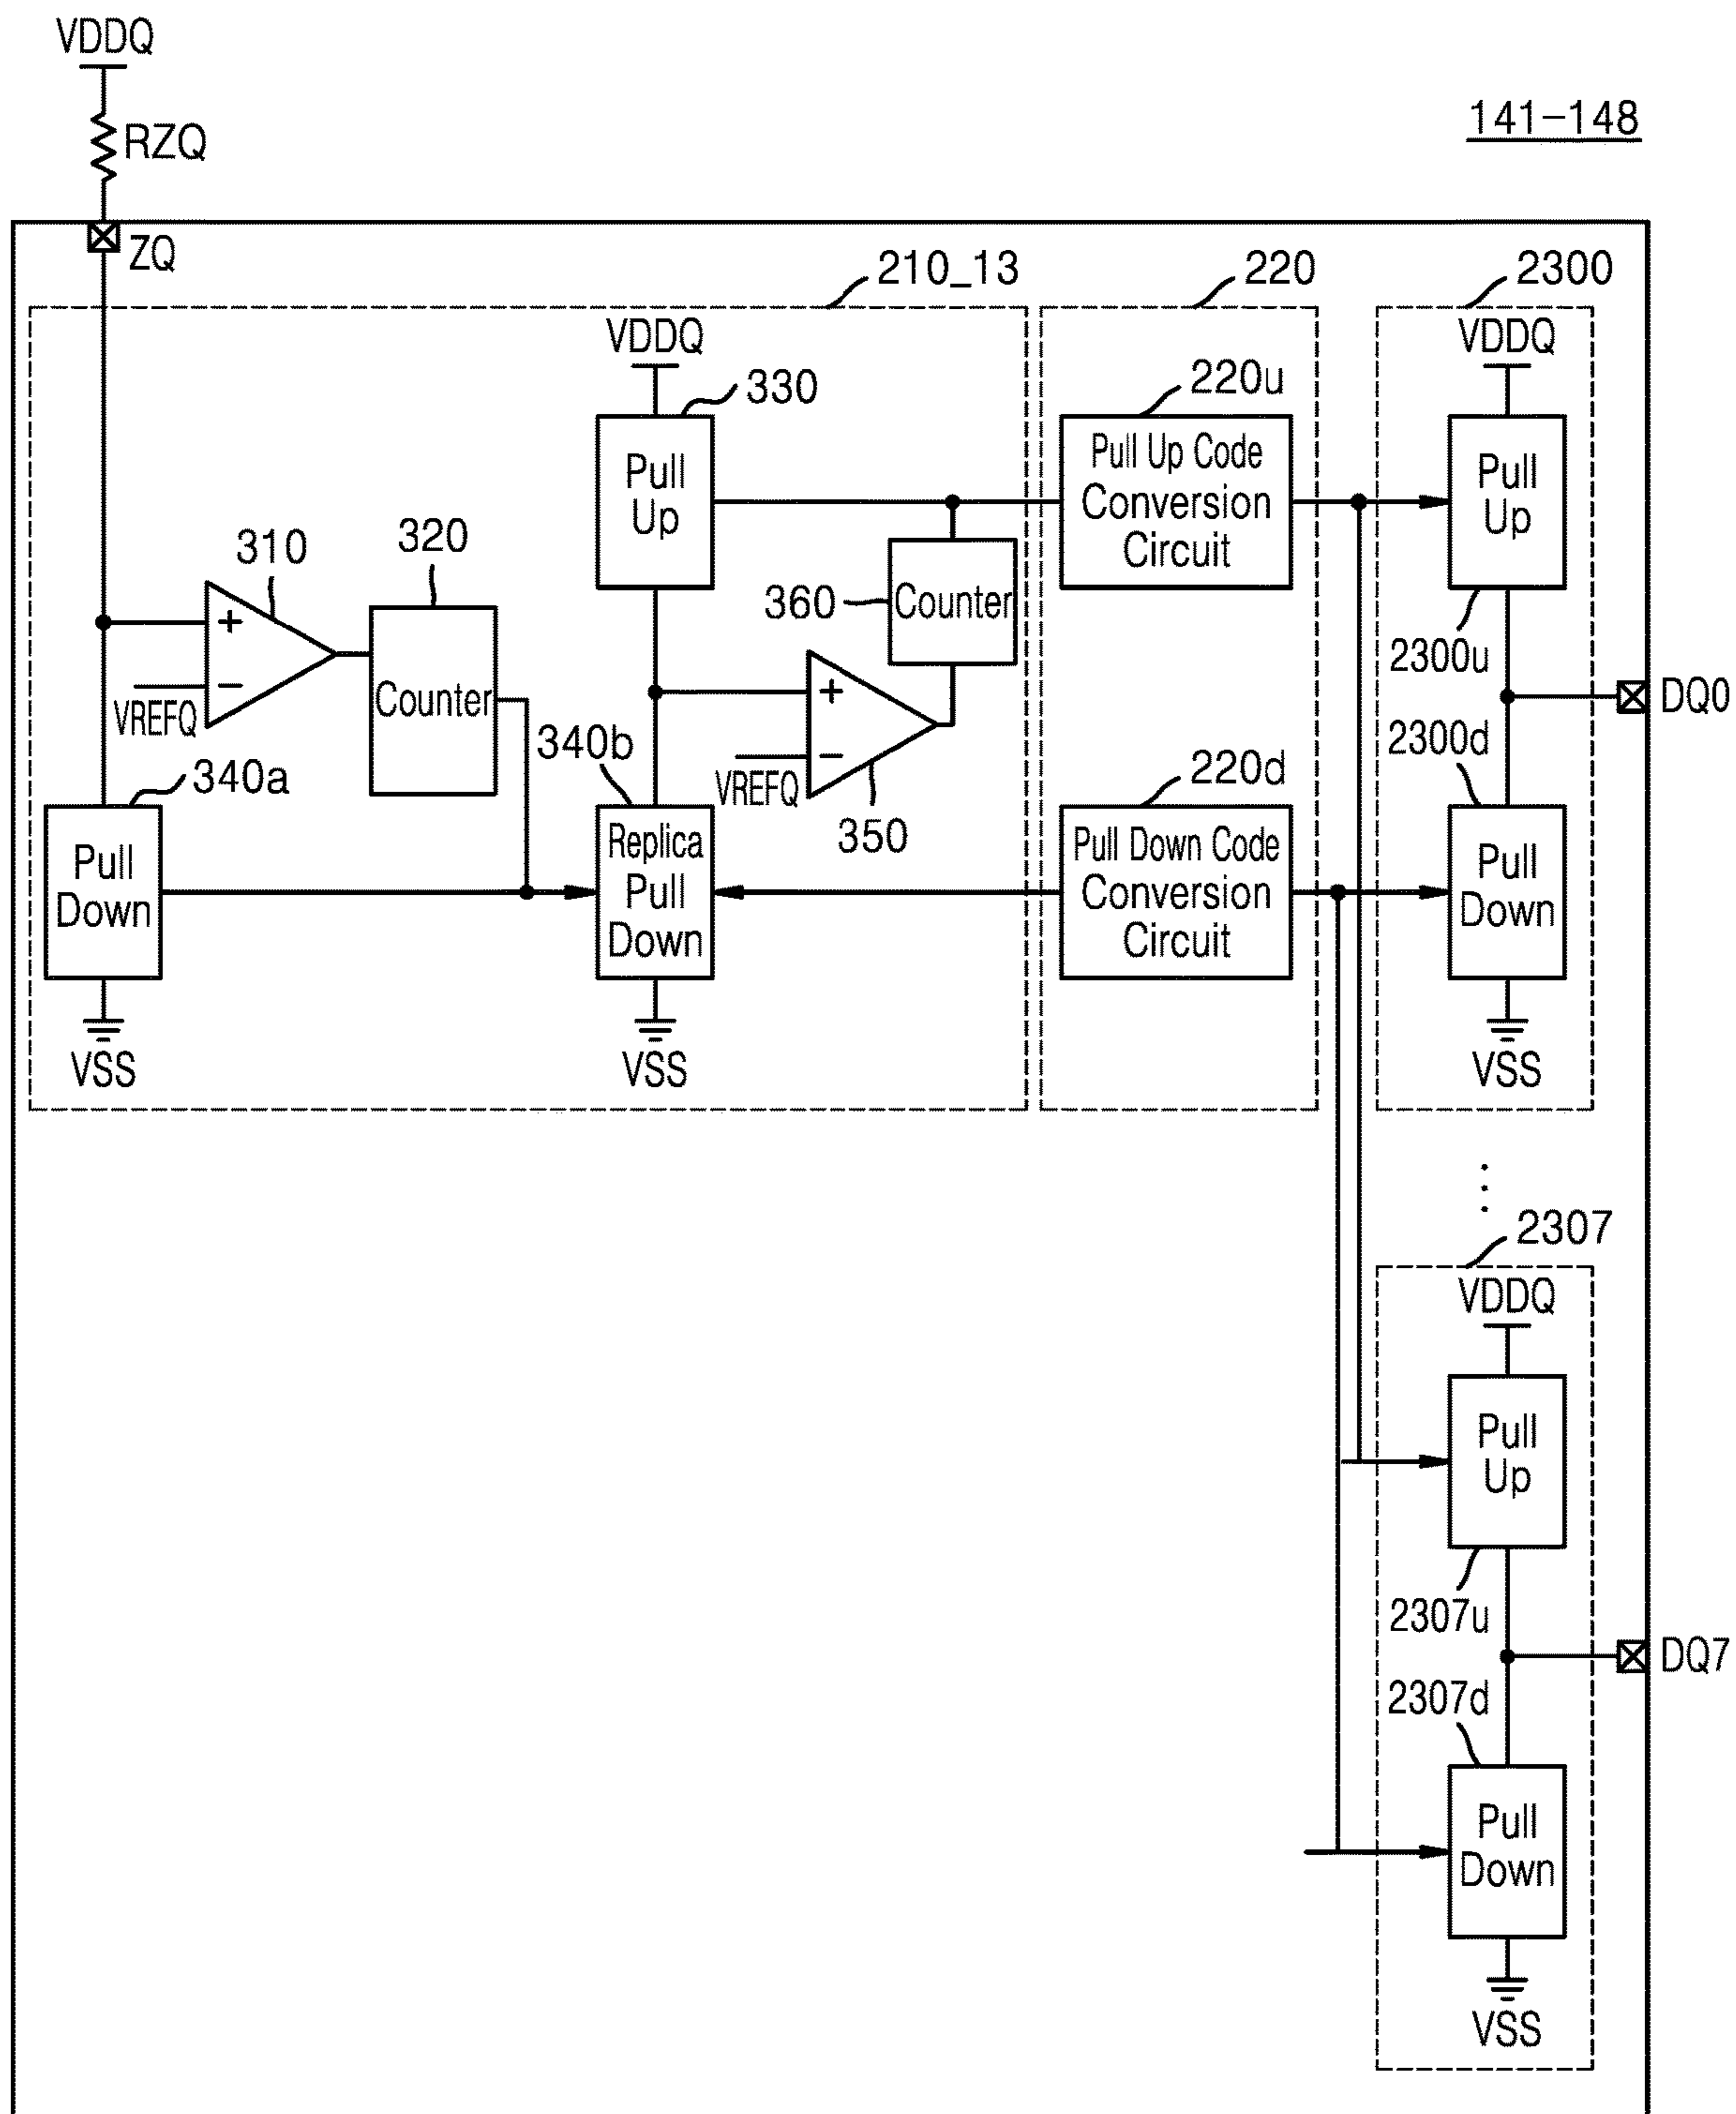 VDDQ
RZQ
141-148
ZQ
210_13
220
2300
VDDQ
VDDQ
330
220u
Pull
Up
Pull Up Code
Conversion
Circuit
Pull
Up
310
320
360
Counter
2300u
+
-
VREFQ
Counter
+
-
VREFQ
350
DQ0
340a
340b
220d
2300d
Pull
Down
Replica
Pull
Down
Pull Down Code
Conversion
Circuit
Pull
Down
VSS
VSS
VSS
2307
VDDQ
Pull
Up
2307u
DQ7
2307d
Pull
Down
VSS